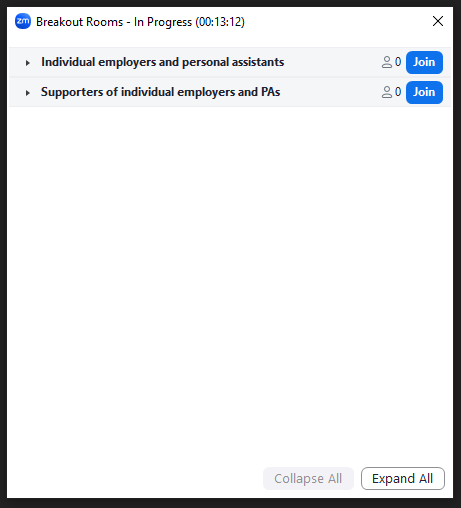 zm Breakout Rooms - In Progress (00:13:12)
Individual employers and personal assistants 0 Join
Supporters of individual employers and PAs 0 Join
Collapse All Expand All